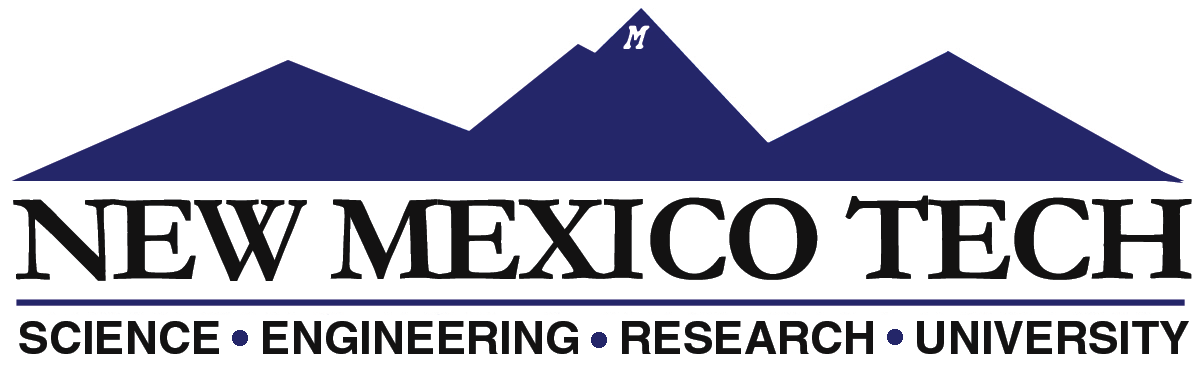 M
NEW MEXICO TECH
SCIENCE • ENGINEERING • RESEARCH • UNIVERSITY